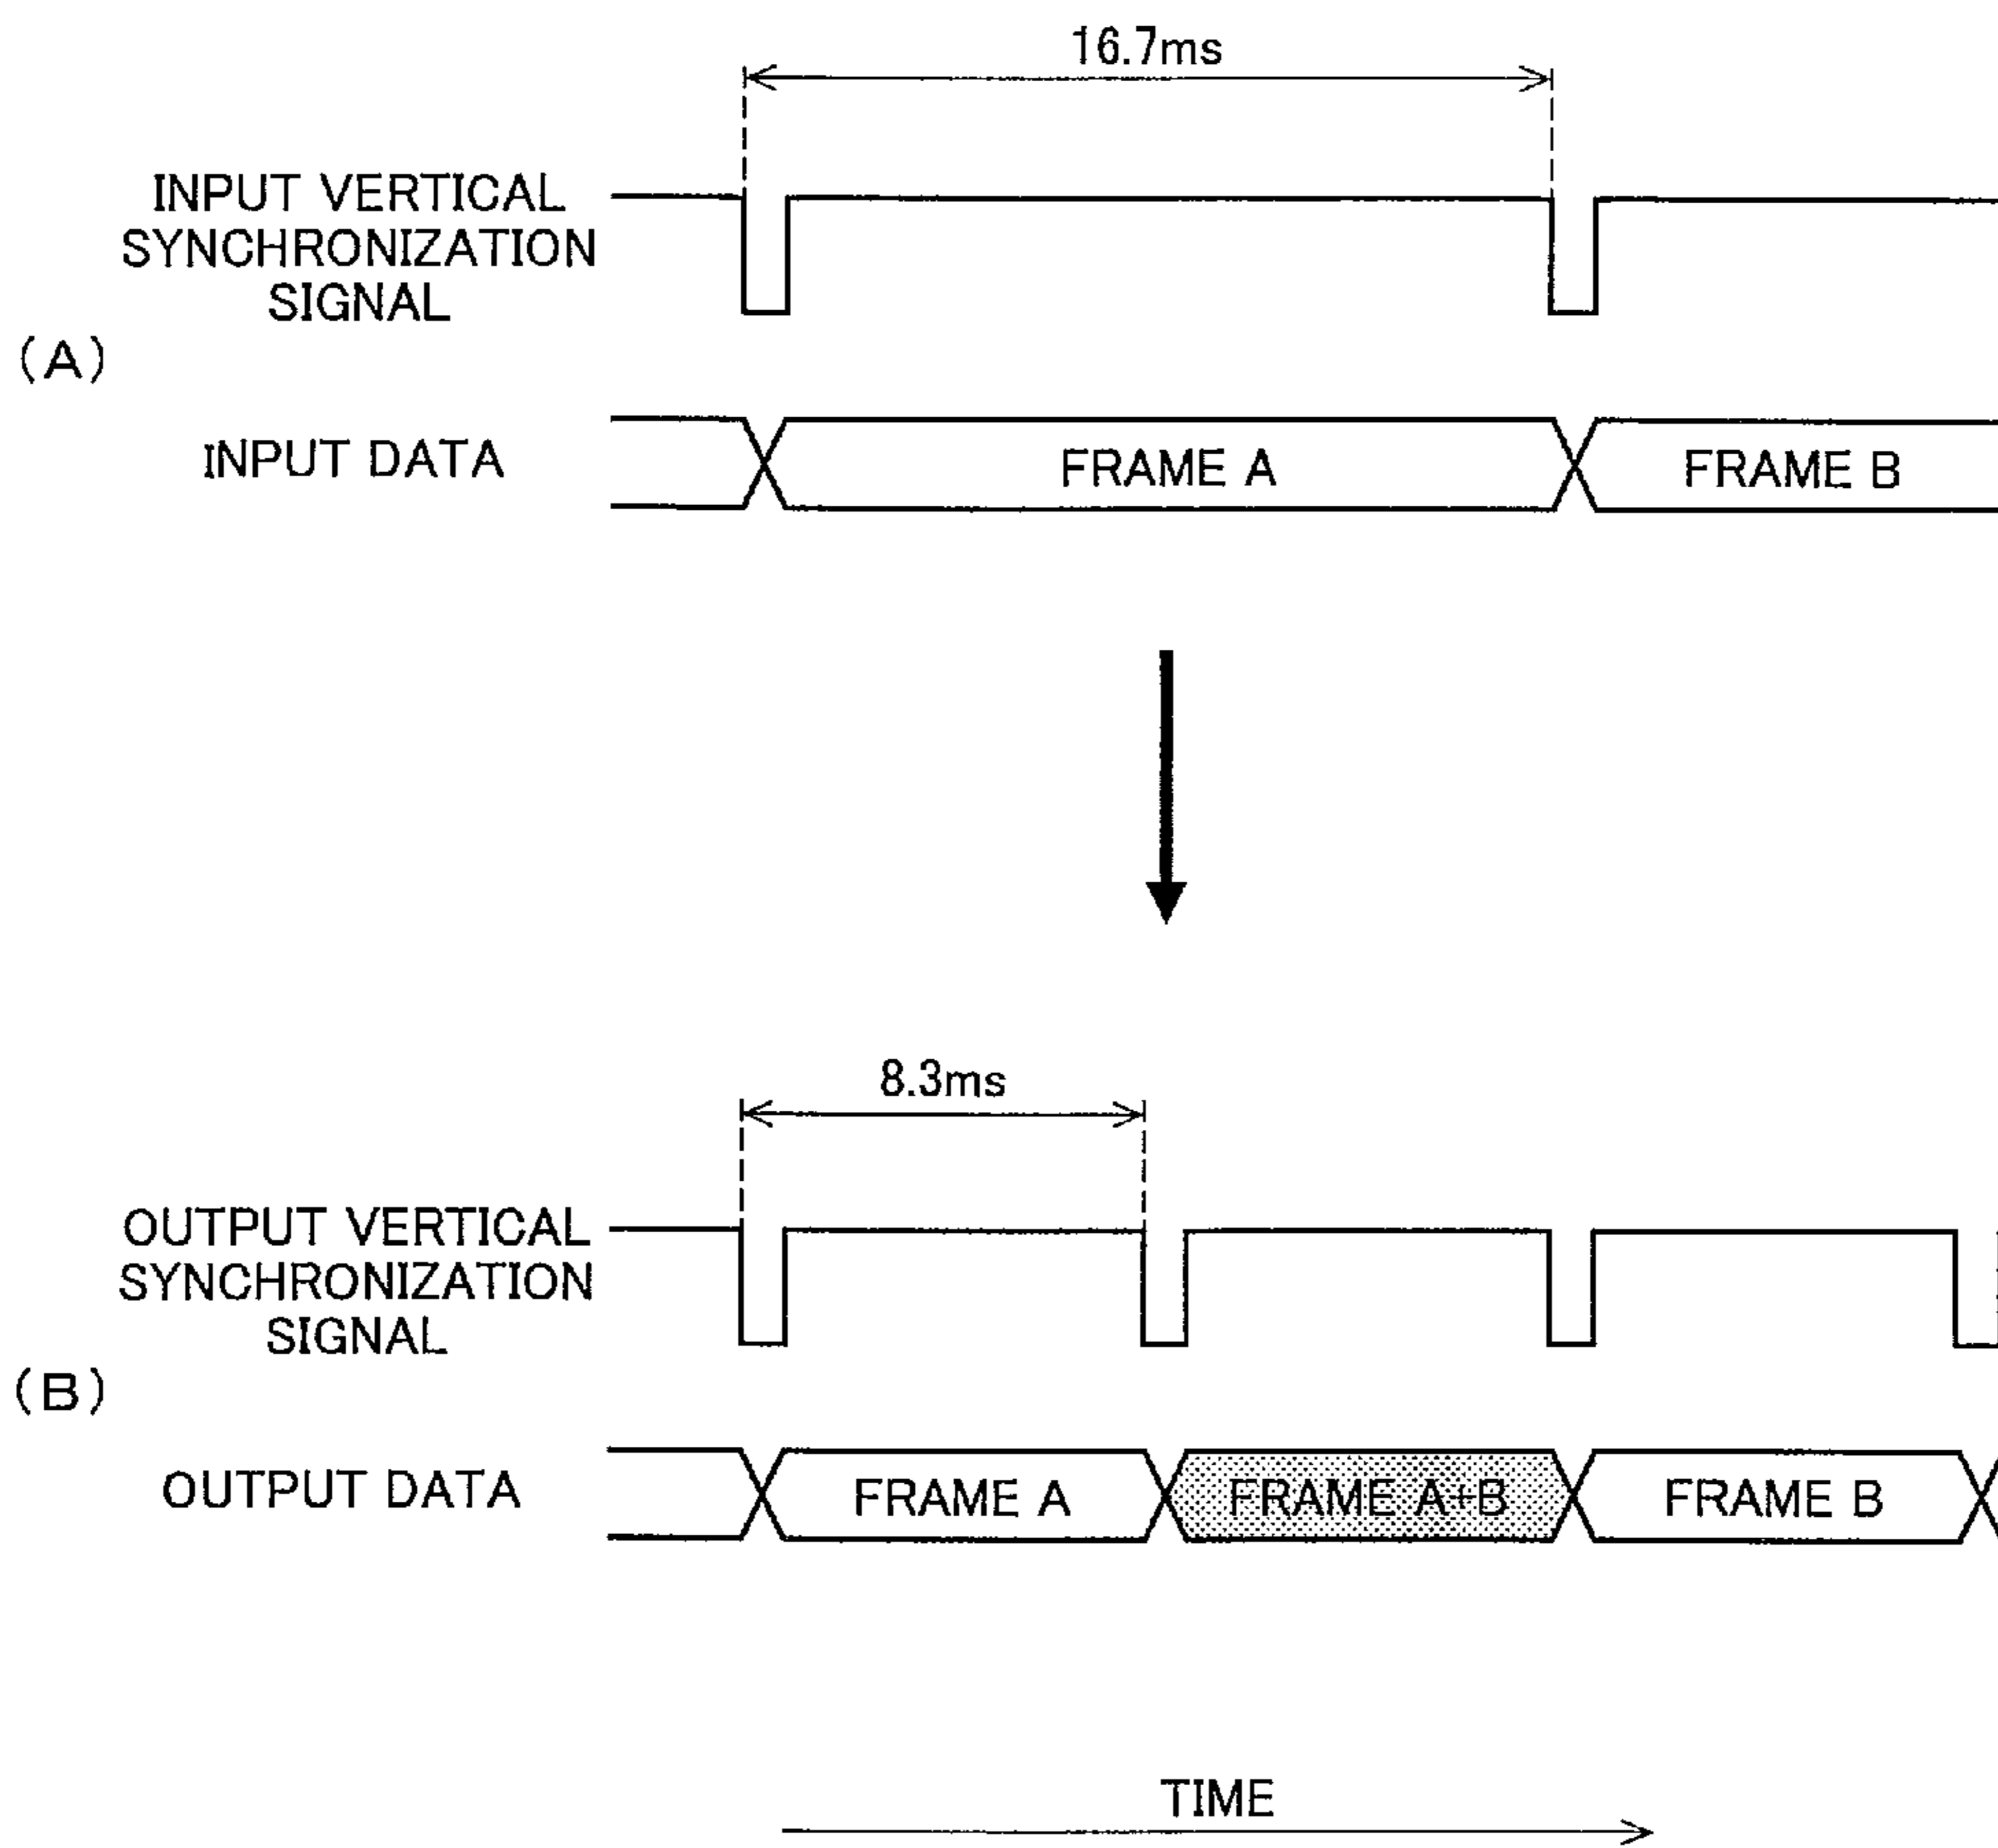 16.7ms
INPUT VERTICAL
SYNCHRONIZATION
SIGNAL
(A)
INPUT DATA
FRAME A
FRAME B
8.3ms
OUTPUT VERTICAL
SYNCHRONIZATION
SIGNAL
(B)
OUTPUT DATA
FRAME A
FRAME A+B
FRAME B
TIME